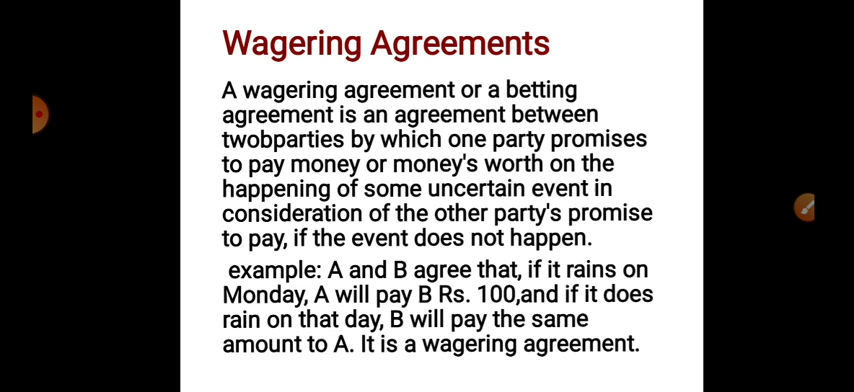 Wagering Agreements
A wagering agreement or a betting
agreement is an agreement between
twobparties by which one party promises
to pay money or money's worth on the
happening of some uncertain event in
consideration of the other party's promise
to pay, if the event does not happen.
example: A and B agree that, if it rains on
Monday, A will pay B Rs. 100,and if it does
rain on that day, B will pay the same
amount to A. It is a wagering agreement.